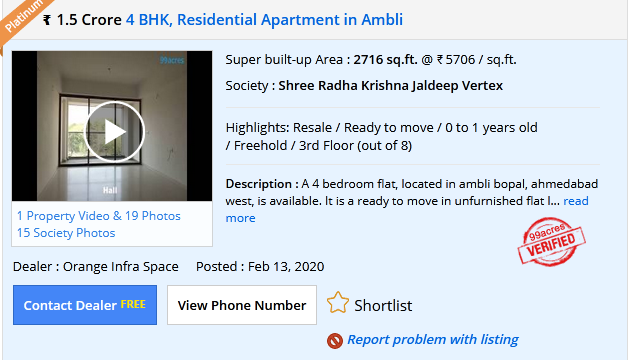 Platinum
₹ 1.5 Crore 4 BHK, Residential Apartment in Ambli
99acres
Hall
1 Property Video & 19 Photos
15 Society Photos
Super built-up Area : 2716 sq.ft. @ ₹ 5706 / sq.ft.
Society : Shree Radha Krishna Jaldeep Vertex
Highlights: Resale / Ready to move / 0 to 1 years old
/ Freehold / 3rd Floor (out of 8)
Description : A 4 bedroom flat, located in ambli bopal, ahmedabad
west, is available. It is a ready to move in unfurnished flat l... read
more
99acres
VERIFIED
Dealer : Orange Infra Space Posted : Feb 13, 2020
Contact Dealer FREE
View Phone Number
Shortlist
Report problem with listing